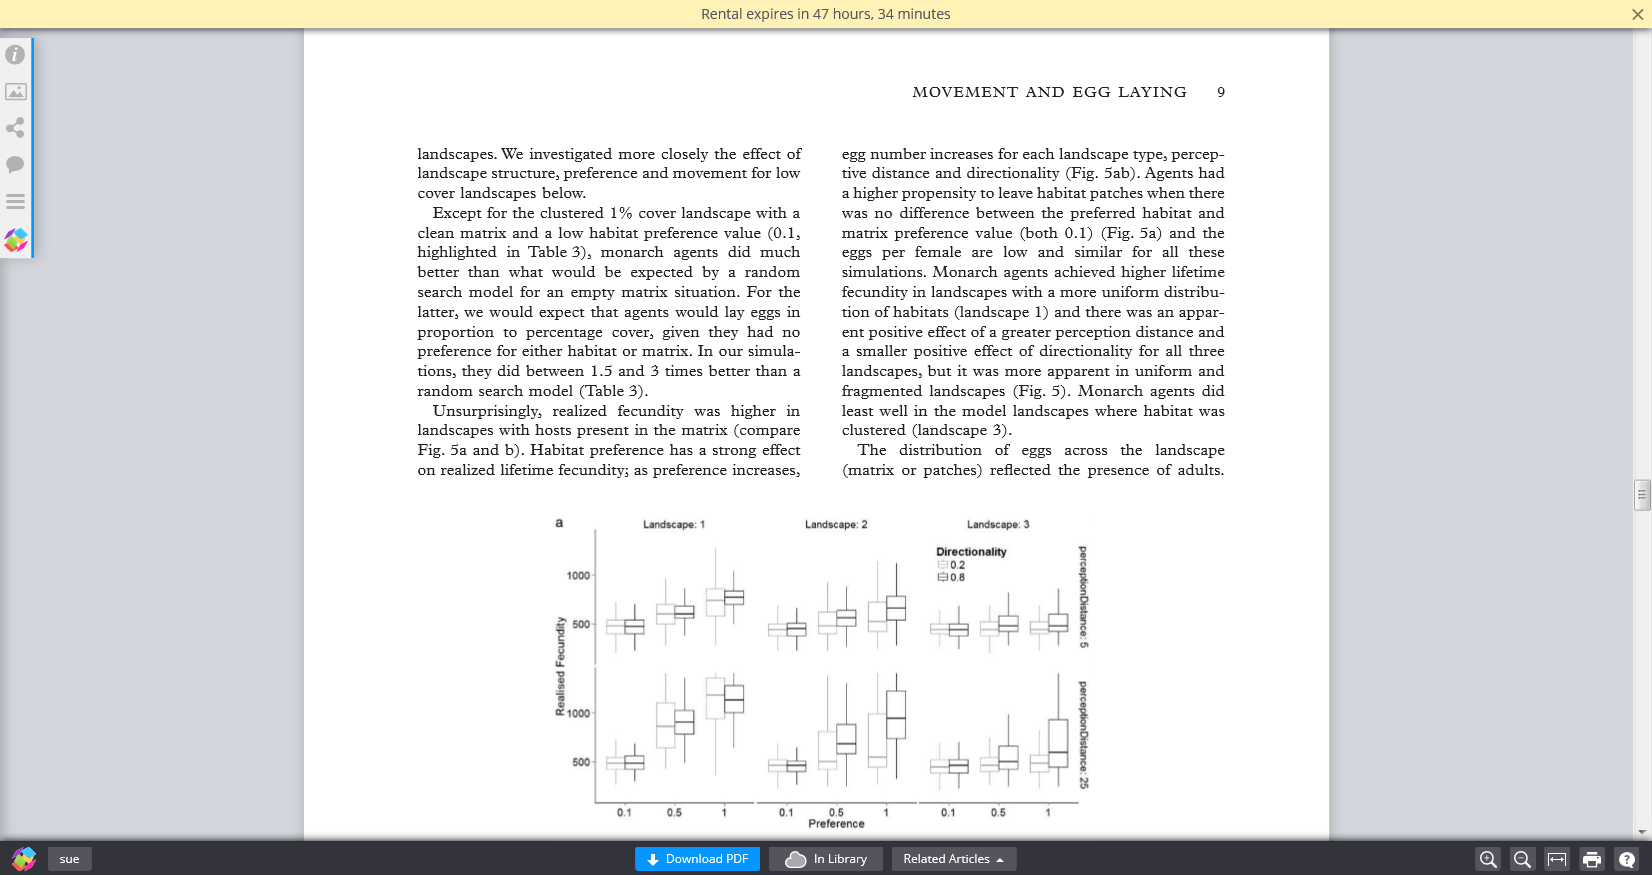 Rental expires in 47 hours, 34 minutes
MOVEMENT AND EGG LAYING 9
landscapes. We investigated more closely the effect of
landscape structure, preference and movement for low
cover landscapes below.
Except for the clustered 1% cover landscape with a
clean matrix and a low habitat preference value (0.1,
highlighted in Table 3), monarch agents did much
better than what would be expected by a random
search model for an empty matrix situation. For the
latter, we would expect that agents would lay eggs in
proportion to percentage cover, given they had no
preference for either habitat or matrix. In our simula-
tions, they did between 1.5 and 3 times better than a
random search model (Table 3).
Unsurprisingly, realized fecundity was higher in
landscapes with hosts present in the matrix (compare
Fig. 5a and b). Habitat preference has a strong effect
on realized lifetime fecundity; as preference increases,
egg number increases for each landscape type, percep-
tive distance and directionality (Fig. 5ab). Agents had
a higher propensity to leave habitat patches when there
was no difference between the preferred habitat and
matrix preference value (both 0.1) (Fig. 5a) and the
eggs per female are low and similar for all these
simulations. Monarch agents achieved higher lifetime
fecundity in landscapes with a more uniform distribu-
tion of habitats (landscape 1) and there was an appar-
ent positive effect of a greater perception distance and
a smaller positive effect of directionality for all three
landscapes, but it was more apparent in uniform and
fragmented landscapes (Fig. 5). Monarch agents did
least well in the model landscapes where habitat was
clustered (landscape 3).
The distribution of eggs across the landscape
(matrix or patches) reflected the presence of adults.
a
Landscape: 1
Landscape: 2
Landscape: 3
Directionality
0.2
0.8
1000
500
perceptionDistance: 5
Realised Fecundity
1000
500
perceptionDistance: 25
0.1 0.5 1
0.1 0.5 1
0.1 0.5 1
Preference
sue
Download PDF
In Library
Related Articles